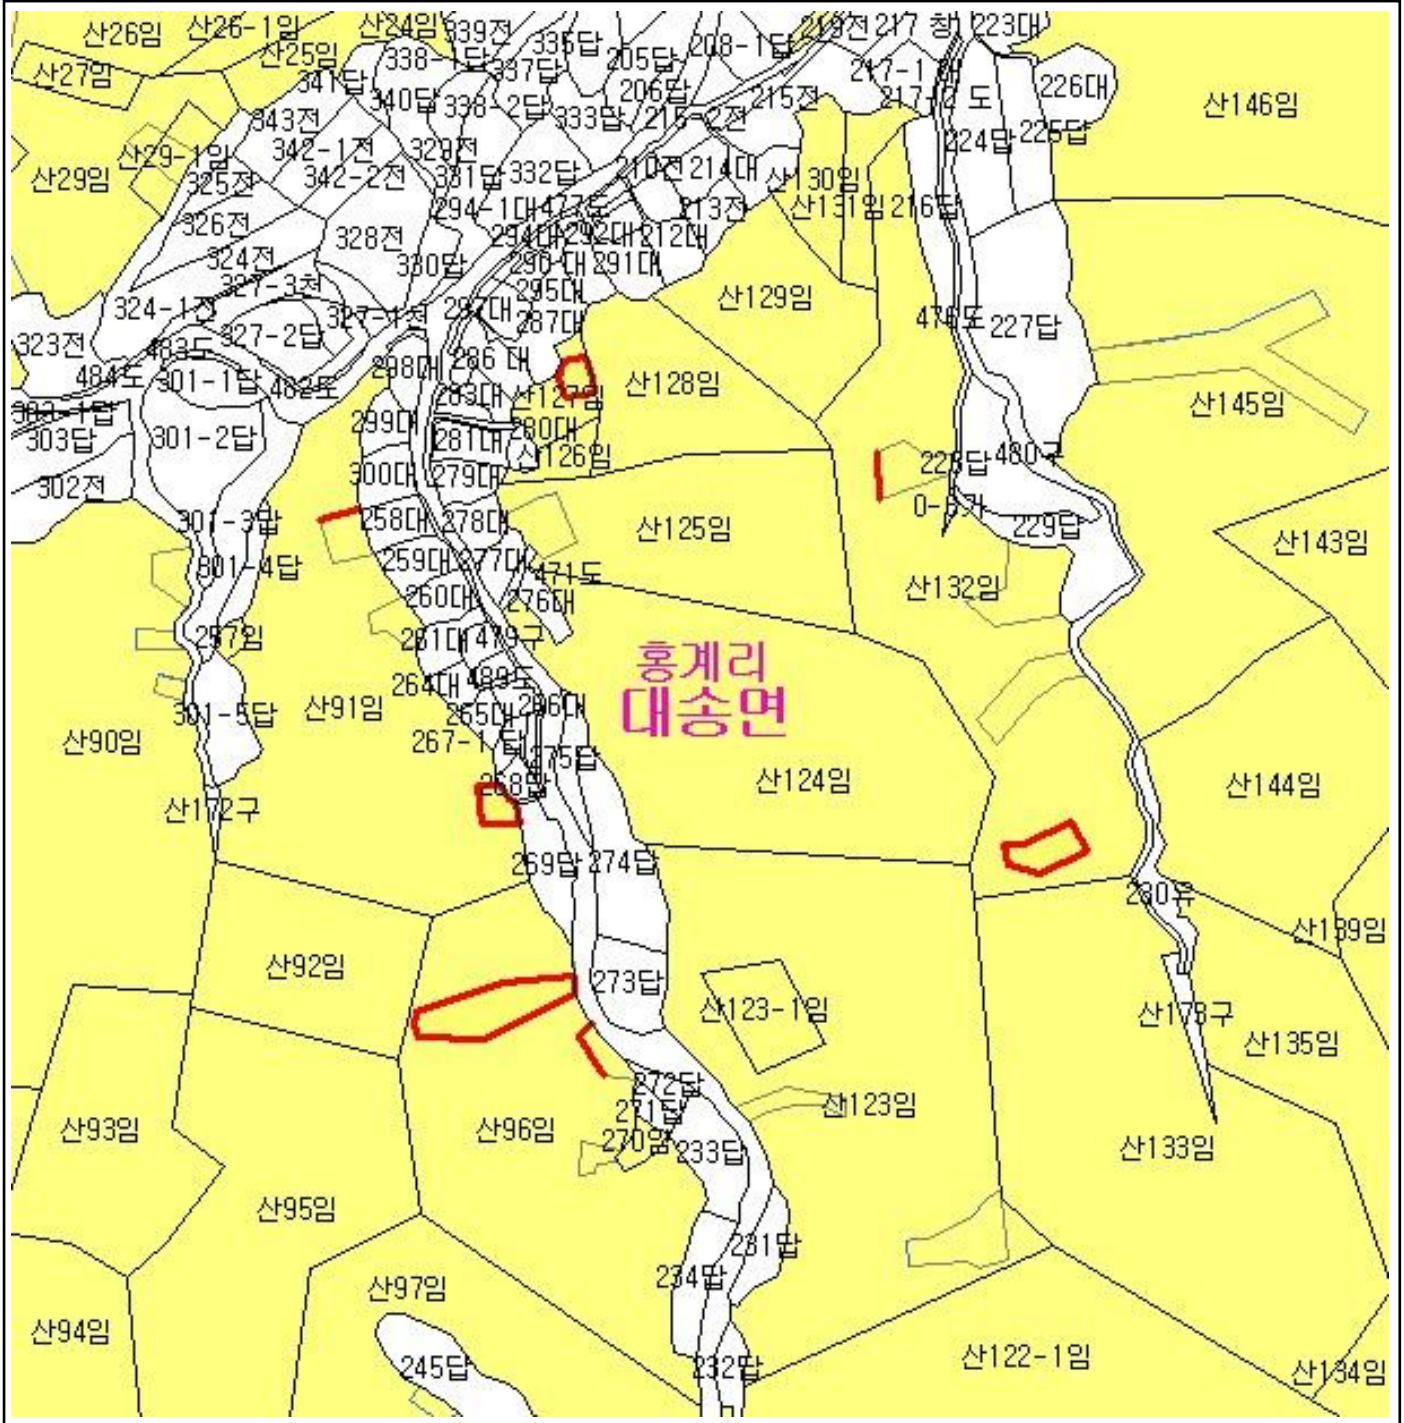 산26임 산26-1임 산24임 339전 335답 205답 208-1답 219전 217 창 223대
산27임 산25임 341답 338-1답 337답 206답 215전 217-1 226대
340답 338-2답 333답 215-2전 217-2 도 산146임
343전 342-1전 329전 224답 225답
산29임 산29-1임 325전 342-2전 331답 332답 210전 214대 산130임
326전 294-1대 477도 213전 산131임 216답
324전 328전 294대 292대 212대
327-3천 330답 296-대 291대
324-1전 327-1천 297대 295대 산129임
323전 483도 327-2답 287대 476도 227답
484도 301-1답 482도 298대 286 대 산128임
303-1답 283대 산127임 산145임
303답 301-2답 299대 281대 280대
302전 300대 279대 산126임 480구
301-3답 258대 278대 산125임 229답 산143임
301-4답 259대 277대 471도 산132임
260대 276대
257임 261대 479구
홍계리
264대 489도
대송면
301-5답 산91임 265대 266대
산90임 267-1답 275답
산172구 268답 산124임 산144임
269답 274답
230유
산92임 273답 산139임
산123-1임 산173구
산135임
272답
산93임 산96임 271답 산123임
270임 233답 산133임
산95임
231답
산97임 234답
산94임 245답 232답 산122-1임 산134임